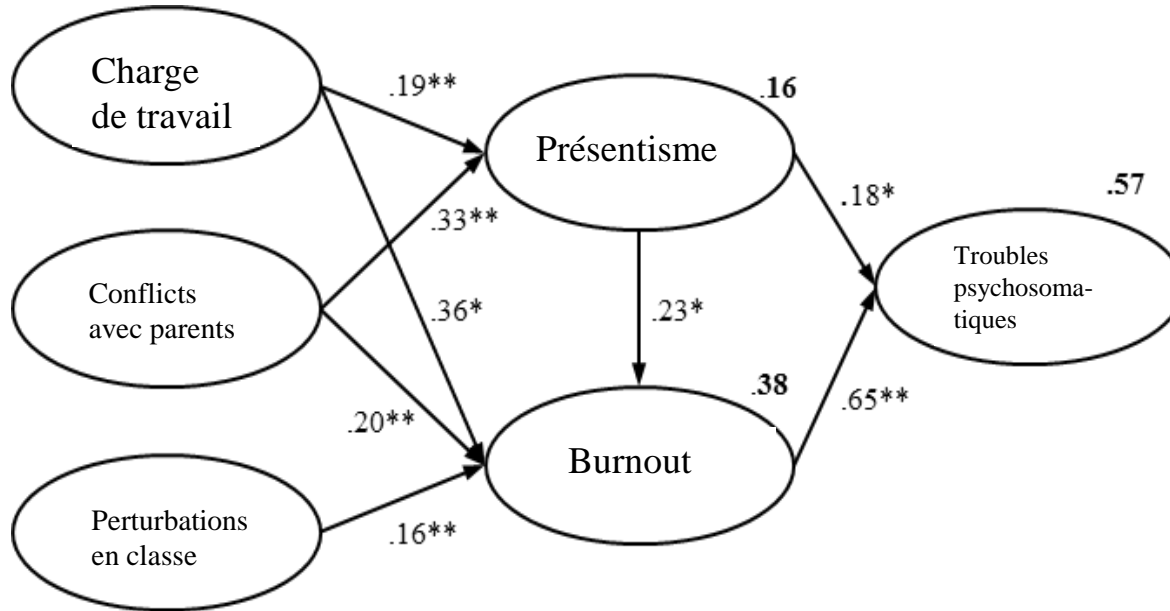 Charge
de travail
.19**
Présentisme
.16
.18*
.57
Conflicts
avec parents
.33**
.36*
.23*
Troubles
psychosoma-
tiques
.20**
Burnout
.38
.65**
Perturbations
en classe
.16**